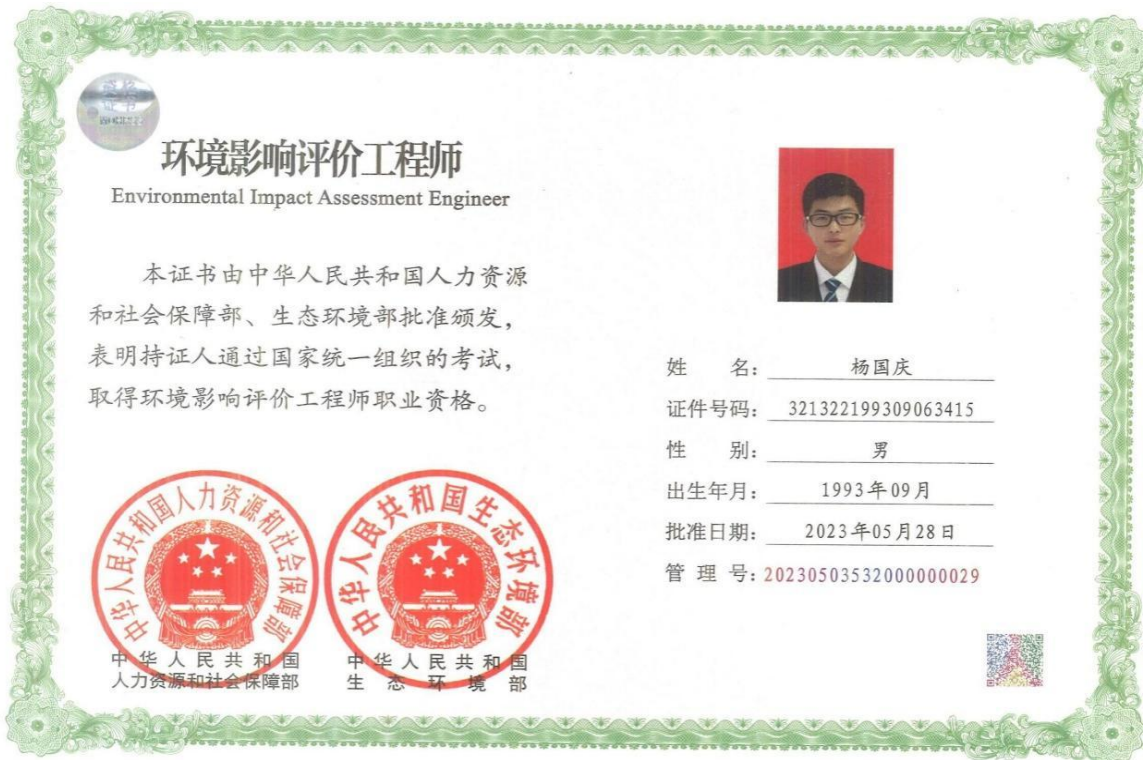 环境影响评价工程师
Environmental Impact Assessment Engineer
本证书由中华人民共和国人力资源
和社会保障部、生态环境部批准颁发，
表明持证人通过国家统一组织的考试，
取得环境影响评价工程师职业资格。
中华人民共和国人力资源和社会保障部
中华人民共和国
人力资源和社会保障部
中华人民共和国生态环境部
中华人民共和国
生态环境部
姓名：杨国庆
证件号码：321322199309063415
性别：男
出生年月：1993年09月
批准日期：2023年05月28日
管理号：20230503532000000029